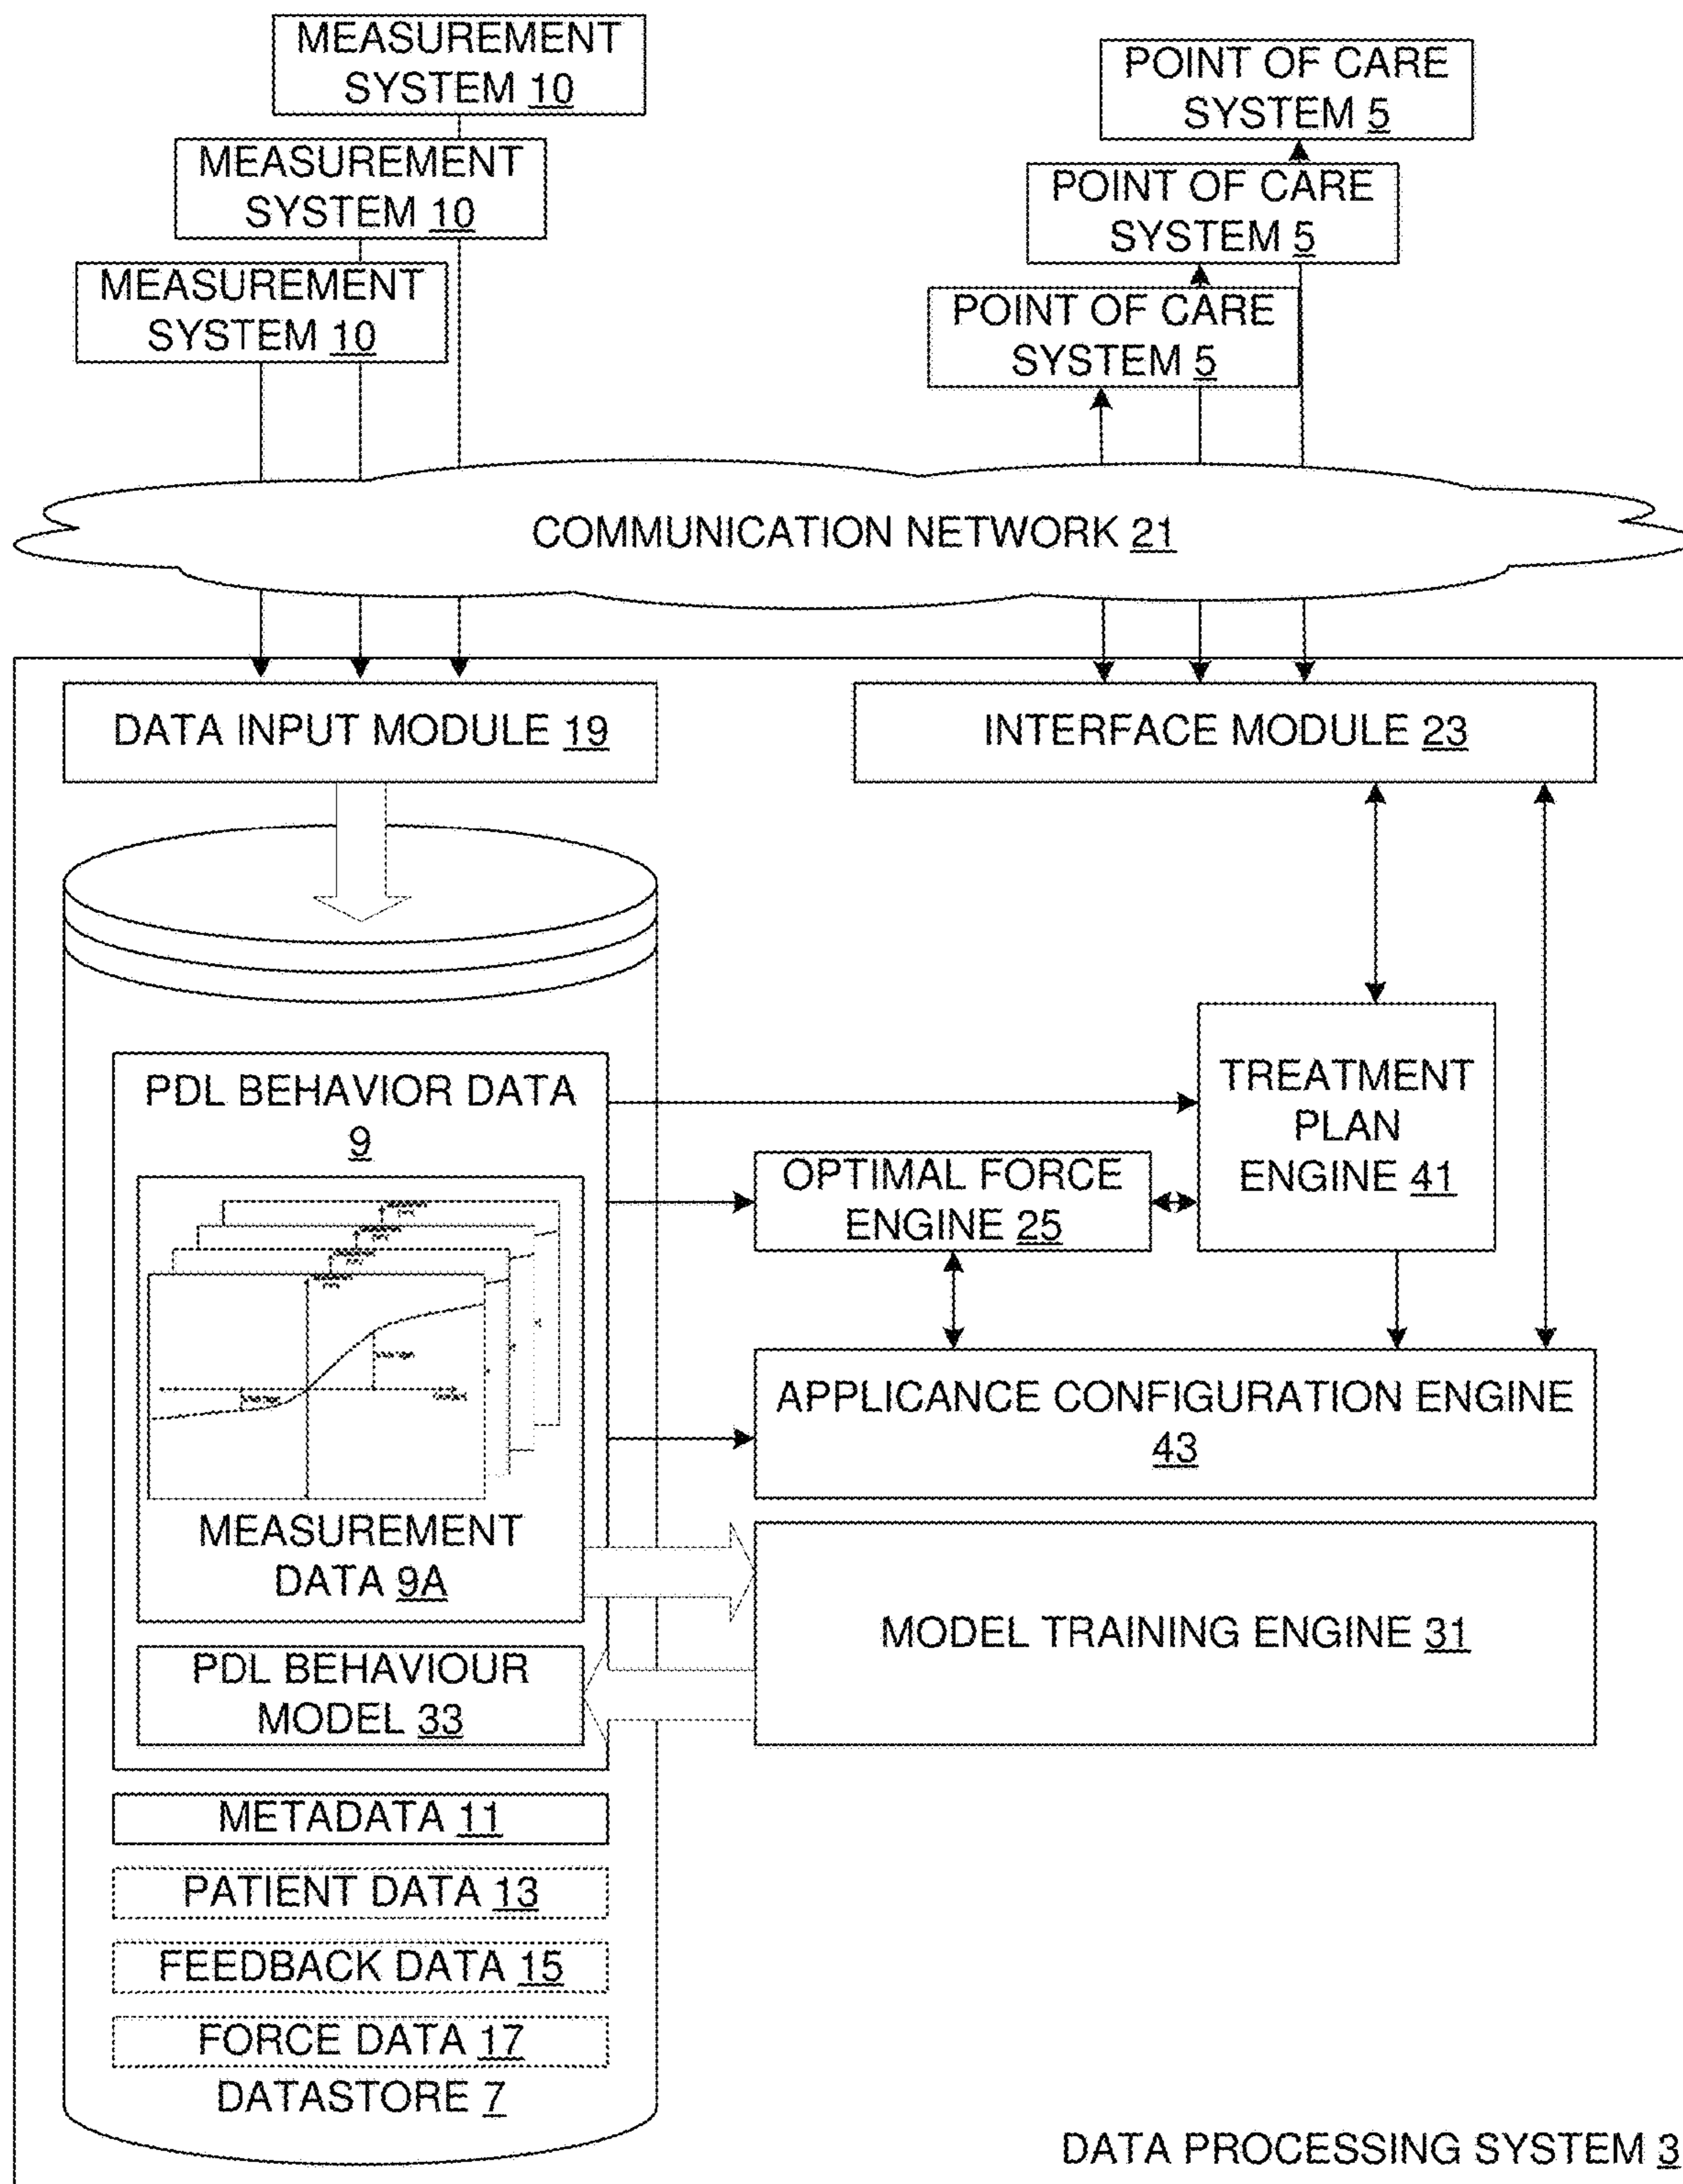 MEASUREMENT
SYSTEM 10
MEASUREMENT
SYSTEM 10
MEASUREMENT
SYSTEM 10
POINT OF CARE
SYSTEM 5
POINT OF CARE
SYSTEM 5
POINT OF CARE
SYSTEM 5
COMMUNICATION NETWORK 21
DATA INPUT MODULE 19
INTERFACE MODULE 23
PDL BEHAVIOR DATA
9
TREATMENT
PLAN
ENGINE 41
OPTIMAL FORCE
ENGINE 25
APPLICANCE CONFIGURATION ENGINE
43
MEASUREMENT
DATA 9A
MODEL TRAINING ENGINE 31
PDL BEHAVIOUR
MODEL 33
METADATA 11
PATIENT DATA 13
FEEDBACK DATA 15
FORCE DATA 17
DATASTORE 7
DATA PROCESSING SYSTEM 3